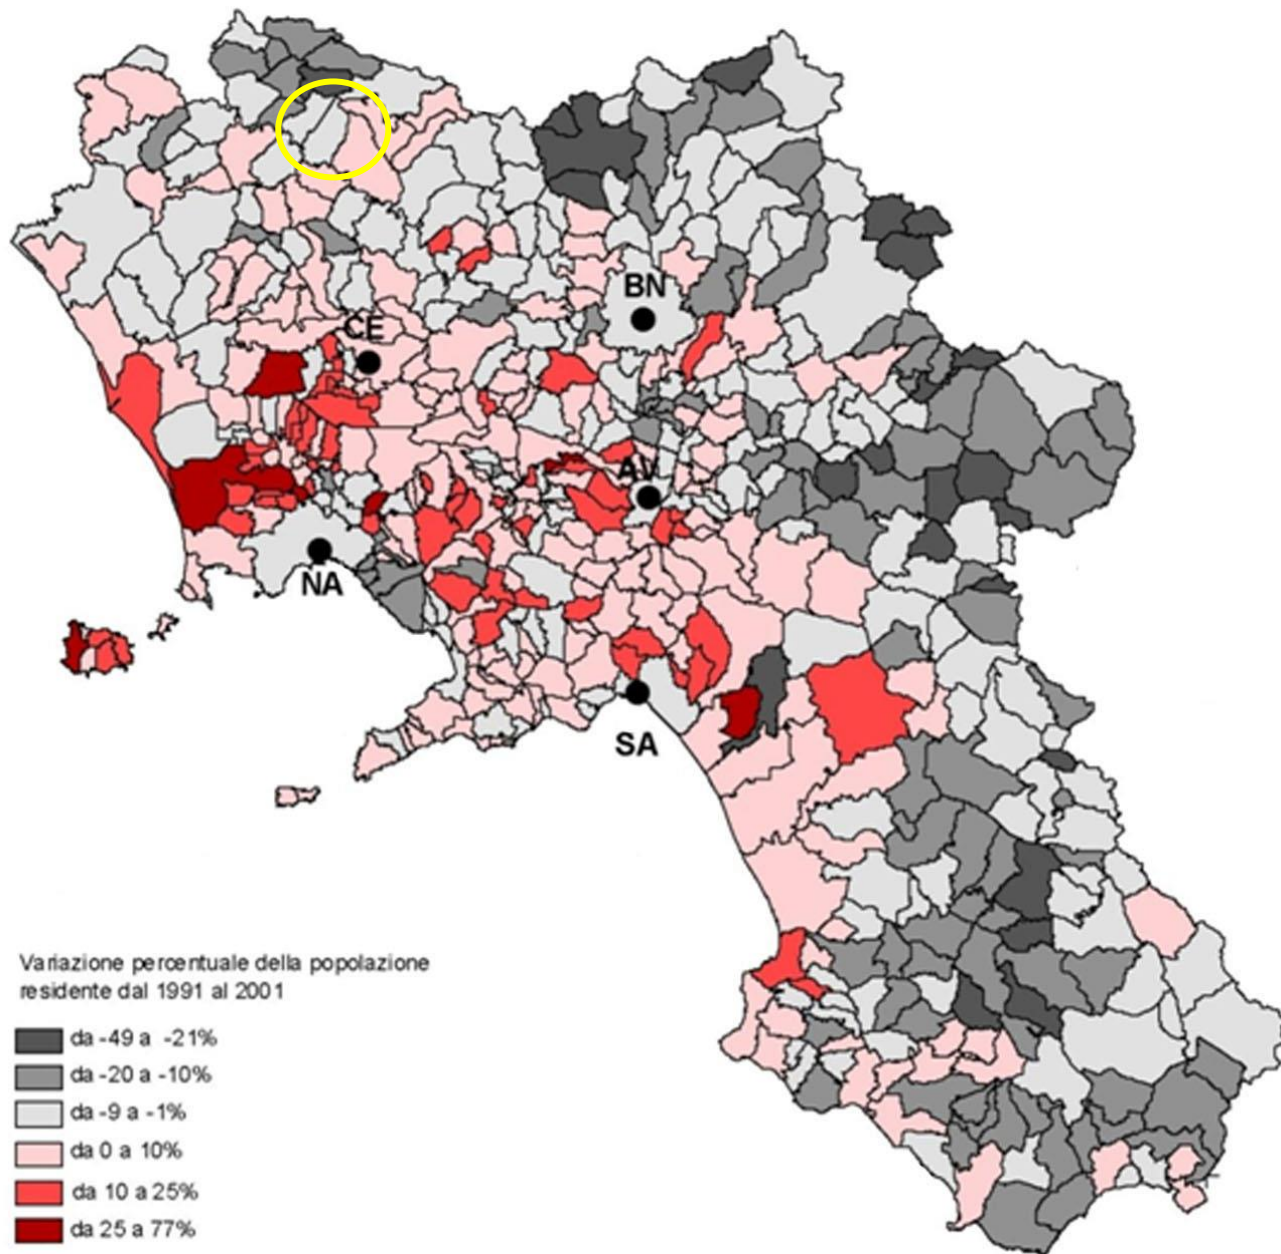 BN
CE
AV
NA
SA
Variazione percentuale della popolazione
residente dal 1991 al 2001
da -49 a -21%
da -20 a -10%
da -9 a -1%
da 0 a 10%
da 10 a 25%
da 25 a 77%